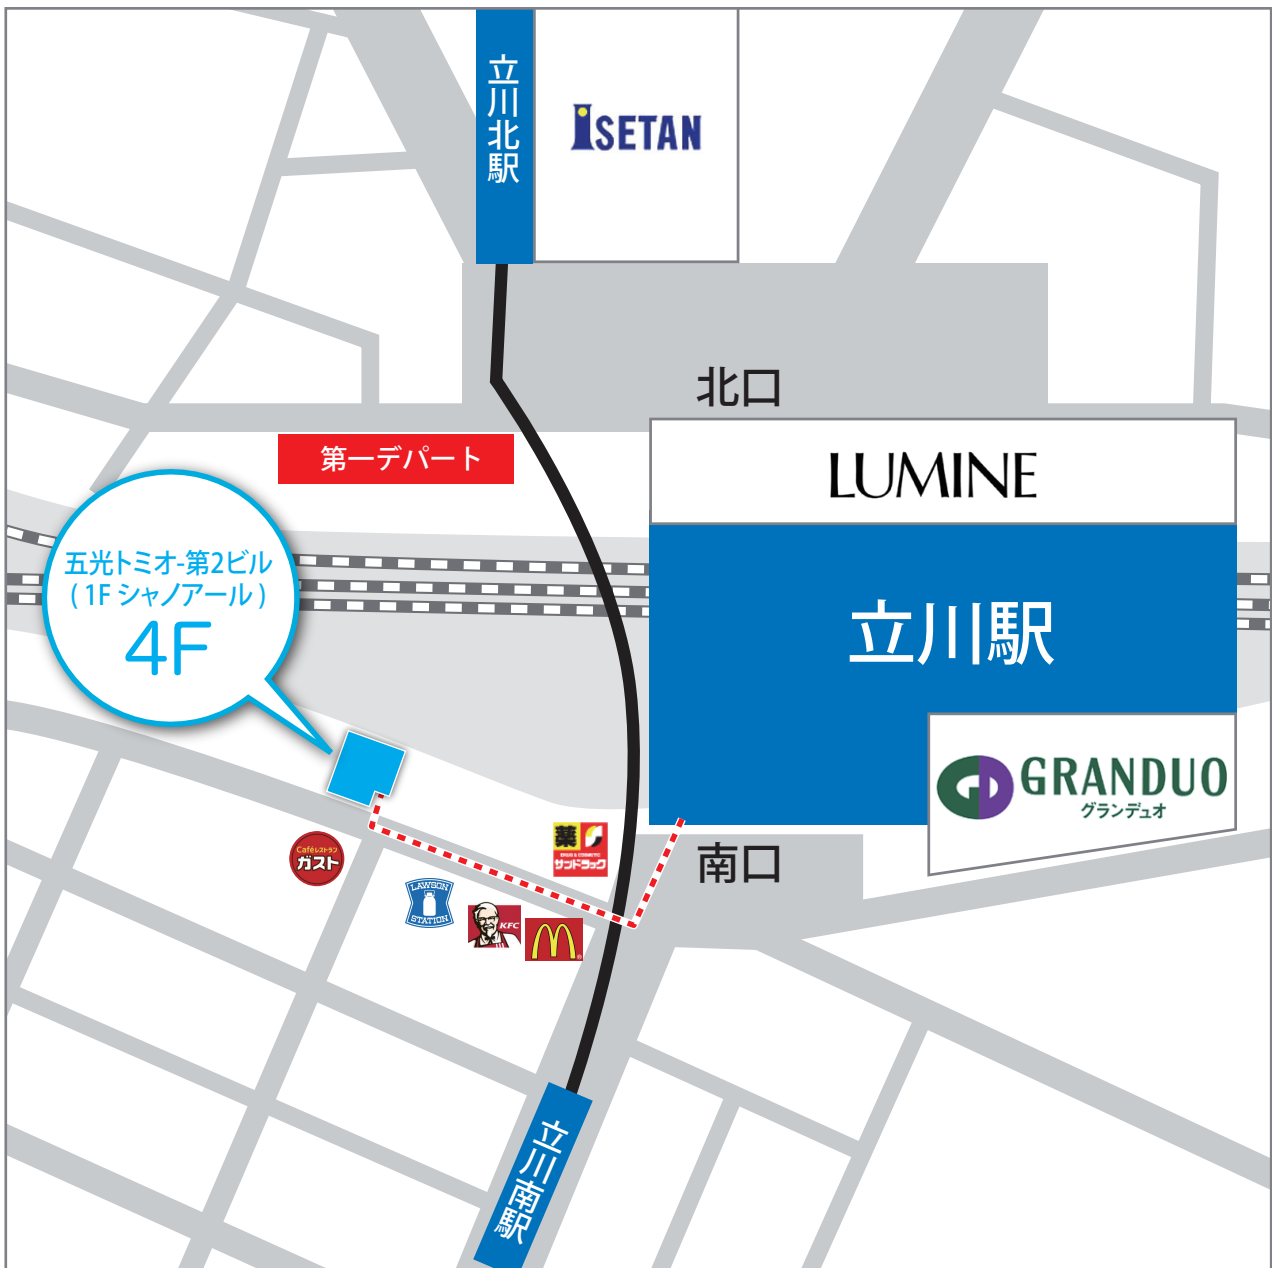 立川北駅
ISETAN
北口
第一デパート
LUMINE
五光トミオ-第2ビル
( 1F シャノアール )
4F
立川駅
GRANDUO
グランデュオ
南口
薬
DRUG & COSMETIC
サンドラッグ
Caféレストラン
ガスト
LAWSON
STATION
KFC
立川南駅